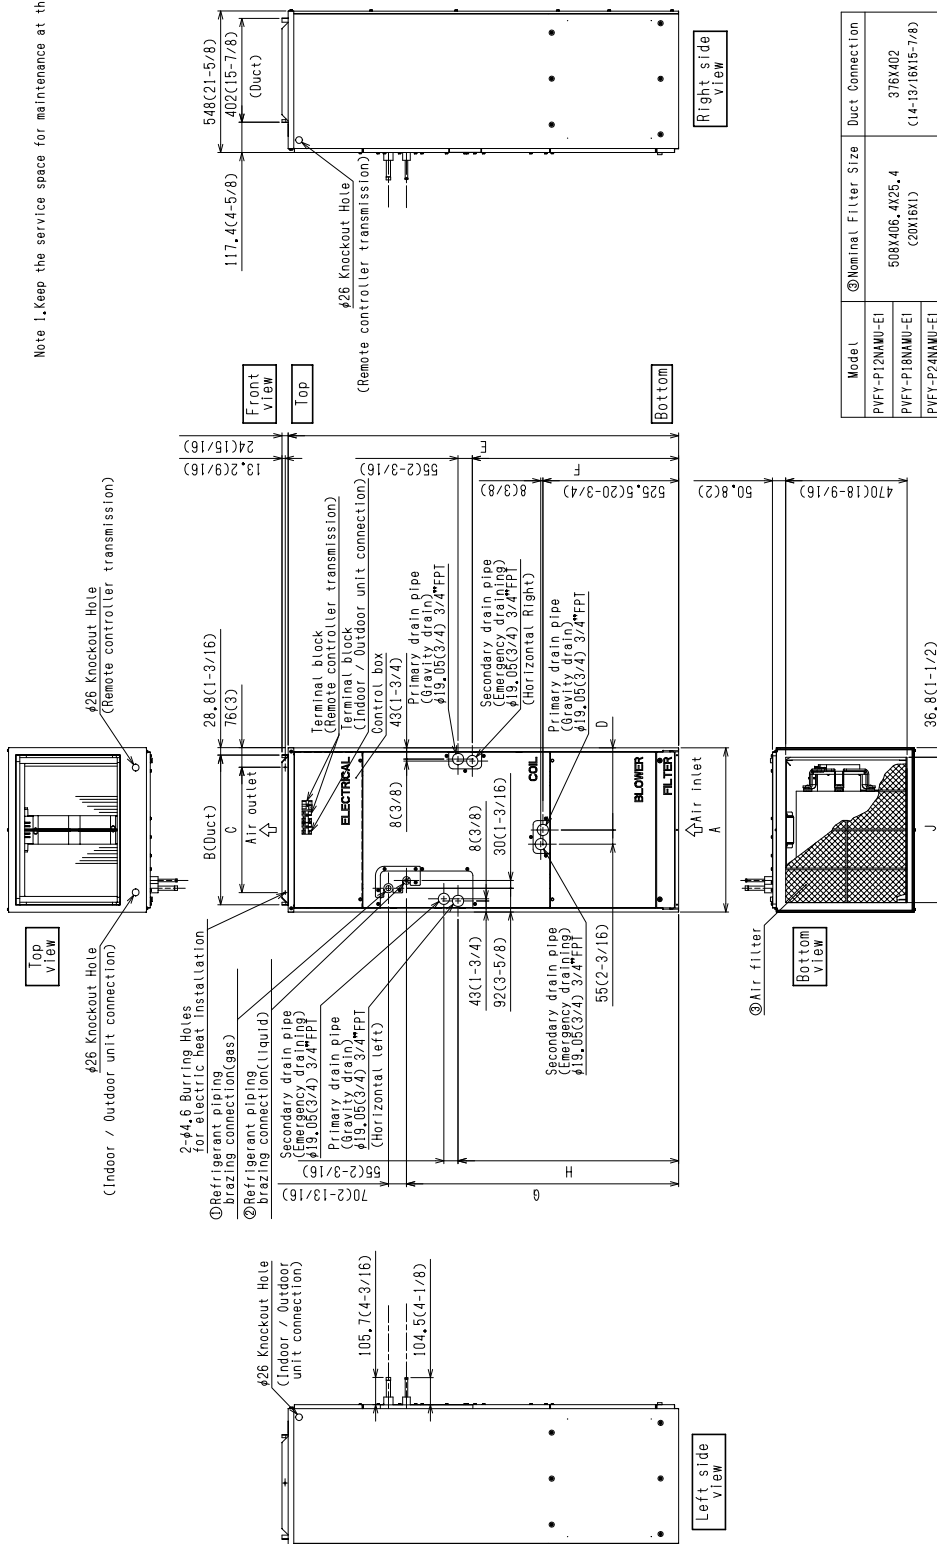 Note 1.Keep the service space for maintenance at th
Left side
view
φ26 Knockout Hole
(Indoor / Outdoor
unit connection)
105.7(4-3/16)
104.5(4-1/8)
Top
view
φ26 Knockout Hole
(Indoor / Outdoor unit connection)
φ26 Knockout Hole
(Remote controller transmission)
2-φ4.6 Burring Holes
for electric heat installation
①Refrigerant piping
brazing connection(gas)
②Refrigerant piping
brazing connection(liquid)
Secondary drain pipe
(Emergency draining)
φ19.05(3/4) 3/4"FPT
Primary drain pipe
(Gravity drain)
φ19.05(3/4) 3/4"FPT
(Horizontal left)
70(2-13/16)
55(2-3/16)
G
H
B(Duct)
C
Air outlet
28.8(1-3/16)
76(3)
Terminal block
(Remote controller transmission)
Terminal block
(Indoor / Outdoor unit connection)
Control box
43(1-3/4)
ELECTRICAL
8(3/8)
Primary drain pipe
(Gravity drain)
φ19.05(3/4) 3/4"FPT
Secondary drain pipe
(Emergency draining)
φ19.05(3/4) 3/4"FPT
(Horizontal Right)
8(3/8)
30(1-3/16)
43(1-3/4)
92(3-5/8)
COIL
Primary drain pipe
(Gravity drain)
φ19.05(3/4) 3/4"FPT
D
Secondary drain pipe
(Emergency draining)
φ19.05(3/4) 3/4"FPT
55(2-3/16)
BLOWER
FILTER
Air inlet
A
Front
view
Top
24(15/16)
13.2(9/16)
E
55(2-3/16)
F
8(3/8)
525.5(20-3/4)
Bottom
50.8(2)
470(18-9/16)
③Air filter
Bottom
view
J
36.8(1-1/2)
548(21-5/8)
402(15-7/8)
(Duct)
117.4(4-5/8)
φ26 Knockout Hole
(Remote controller transmission)
Right side
view
Model ③Nominal Filter Size Duct Connection
PVFY-P12NAMU-E1
PVFY-P18NAMU-E1
PVFY-P24NAMU-E1
508X406.4X25.4
(20X16X1)
376X402
(14-13/16X15-7/8)